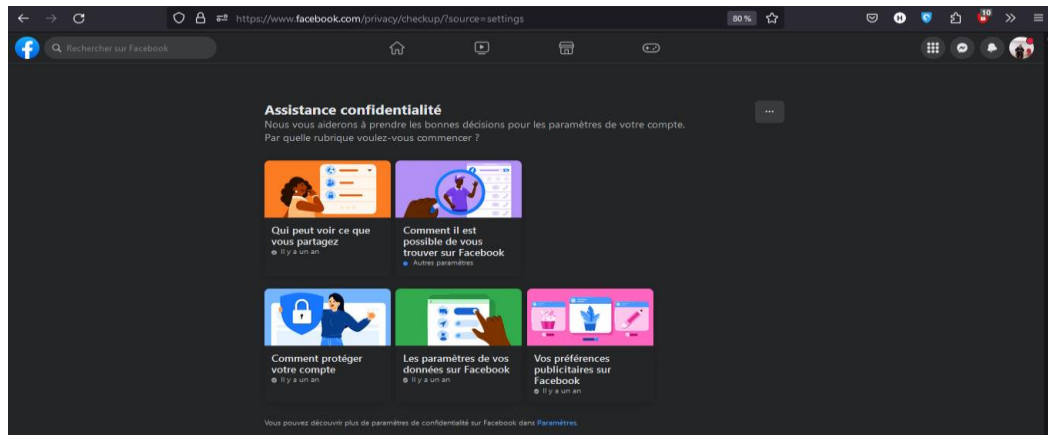 https://www.facebook.com/privacy/checkup/?source=settings
80 %
10
Rechercher sur Facebook
Assistance confidentialité
Nous vous aiderons à prendre les bonnes décisions pour les paramètres de votre compte.
Par quelle rubrique voulez-vous commencer ?
Qui peut voir ce que
vous partagez
Il y a un an
Comment il est
possible de vous
trouver sur Facebook
Autres paramètres
Comment protéger
votre compte
Il y a un an
Les paramètres de vos
données sur Facebook
Il y a un an
Vos préférences
publicitaires sur
Facebook
Il y a un an
Vous pouvez découvrir plus de paramètres de confidentialité sur Facebook dans Paramètres.